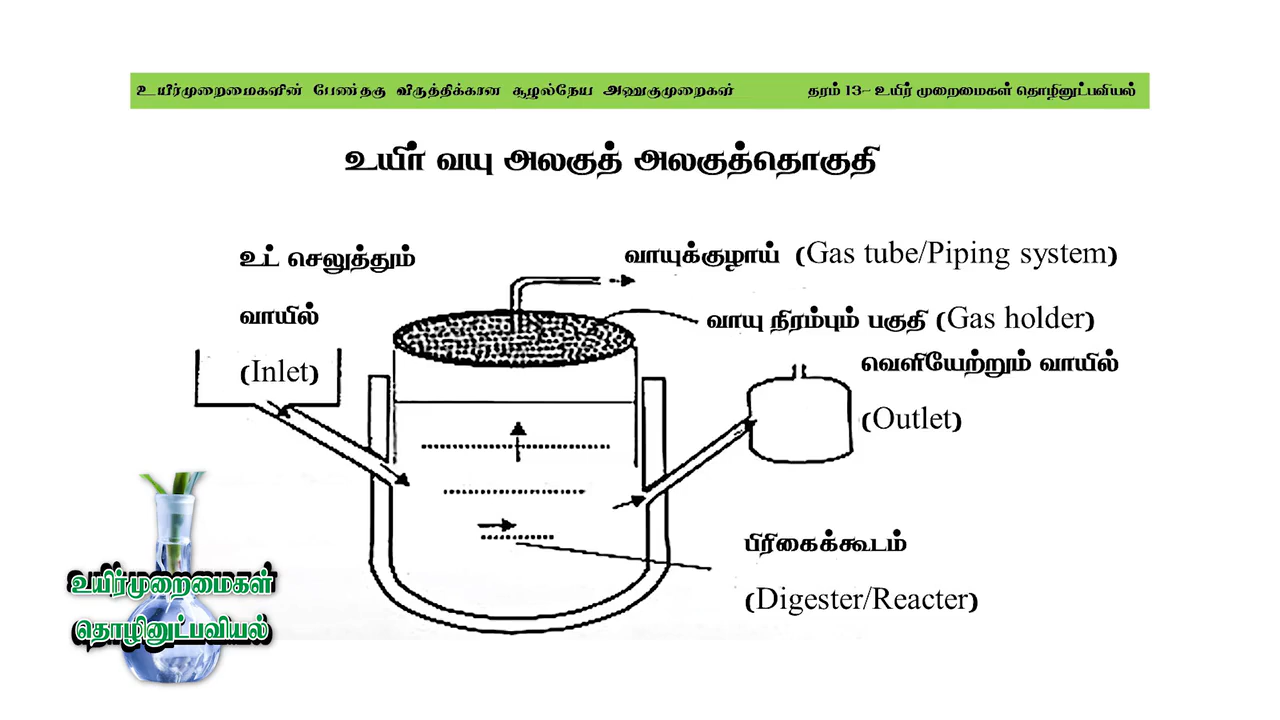 உயிர்முறைமைகளின் பேண்தகு விருத்திக்கான சூழல்நேய அணுகுமுறைகள்
தரம் 13– உயிர் முறைமைகள் தொழினுட்பவியல்
உயிர் வயு அலகுத் அலகுத்தொகுதி
உட் செலுத்தும்
வாயில்
(Inlet)
வாயுக்குழாய் (Gas tube/Piping system)
வாயு நிரம்பும் பகுதி (Gas holder)
வெளியேற்றும் வாயில்
(Outlet)
பிரிகைக்கூடம்
(Digester/Reacter)
உயிர்முறைமைகள்
தொழினுட்பவியல்